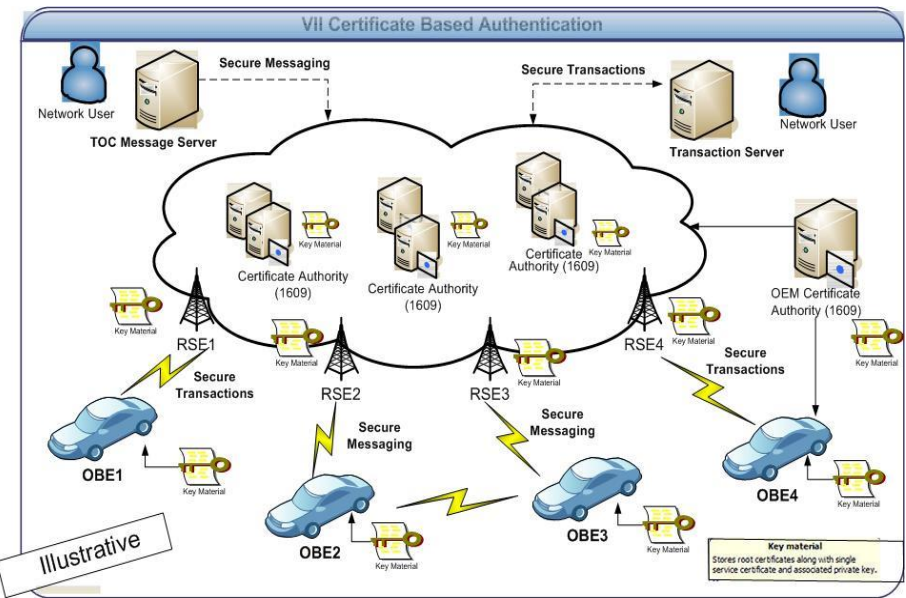 VII Certificate Based Authentication
Secure Messaging
Secure Transactions
Network User
TOC Message Server
Transaction Server
Network User
Key Material
Key Material
Key Material
Certificate Authority
(1609)
Certificate Authority
(1609)
Certificate
Authority (1609)
OEM Certificate
Authority (1609)
Key Material
RSE1
Key Material
RSE2
Key Material
RSE3
Key Material
RSE4
Key Material
Key Material
Secure
Transactions
Secure
Messaging
Secure
Messaging
Secure
Transactions
OBE1
Key Material
OBE2
Key Material
OBE3
Key Material
OBE4
Key Material
Illustrative
Key material
Stores root certificates along with single
service certificate and associated private key.